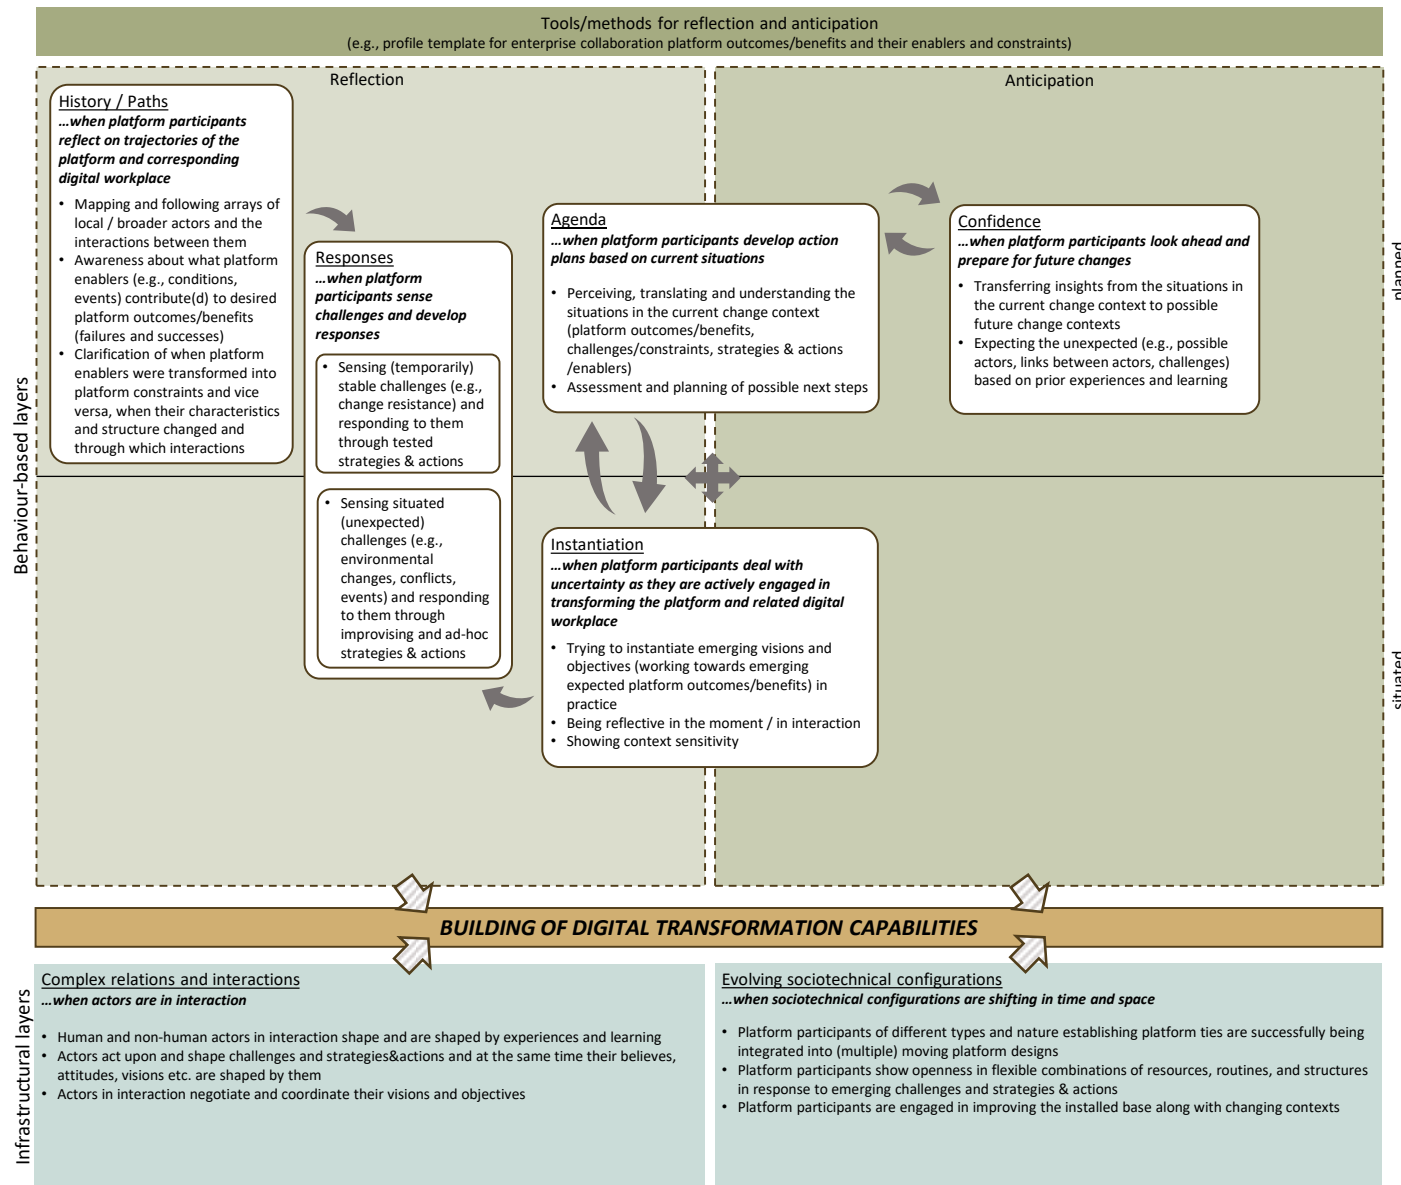 Tools/methods for reflection and anticipation
(e.g., profile template for enterprise collaboration platform outcomes/benefits and their enablers and constraints)
Reflection
Anticipation
Behaviour-based layers
planned
situated
History / Paths
…when platform participants
reflect on trajectories of the
platform and corresponding
digital workplace
• Mapping and following arrays of
local / broader actors and the
interactions between them
• Awareness about what platform
enablers (e.g., conditions,
events) contribute(d) to desired
platform outcomes/benefits
(failures and successes)
• Clarification of when platform
enablers were transformed into
platform constraints and vice
versa, when their characteristics
and structure changed and
through which interactions
Responses
…when platform
participants sense
challenges and develop
responses
• Sensing (temporarily)
stable challenges (e.g.,
change resistance) and
responding to them
through tested
strategies & actions
• Sensing situated
(unexpected)
challenges (e.g.,
environmental
changes, conflicts,
events) and responding
to them through
improvising and ad-hoc
strategies & actions
Agenda
…when platform participants develop action
plans based on current situations
• Perceiving, translating and understanding the
situations in the current change context
(platform outcomes/benefits,
challenges/constraints, strategies & actions
/enablers)
• Assessment and planning of possible next steps
Confidence
…when platform participants look ahead and
prepare for future changes
• Transferring insights from the situations in
the current change context to possible
future change contexts
• Expecting the unexpected (e.g., possible
actors, links between actors, challenges)
based on prior experiences and learning
Instantiation
…when platform participants deal with
uncertainty as they are actively engaged in
transforming the platform and related digital
workplace
• Trying to instantiate emerging visions and
objectives (working towards emerging
expected platform outcomes/benefits) in
practice
• Being reflective in the moment / in interaction
• Showing context sensitivity
BUILDING OF DIGITAL TRANSFORMATION CAPABILITIES
Infrastructural layers
Complex relations and interactions
…when actors are in interaction
• Human and non-human actors in interaction shape and are shaped by experiences and learning
• Actors act upon and shape challenges and strategies&actions and at the same time their believes,
attitudes, visions etc. are shaped by them
• Actors in interaction negotiate and coordinate their visions and objectives
Evolving sociotechnical configurations
…when sociotechnical configurations are shifting in time and space
• Platform participants of different types and nature establishing platform ties are successfully being
integrated into (multiple) moving platform designs
• Platform participants show openness in flexible combinations of resources, routines, and structures
in response to emerging challenges and strategies & actions
• Platform participants are engaged in improving the installed base along with changing contexts